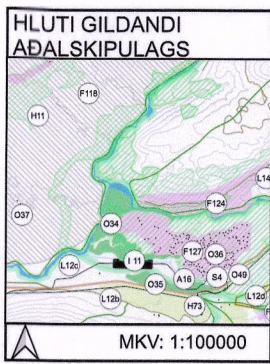 HLUTI GILDANDI
AÐALSKIPULAGS
F118
H11
L14
O37
F124
O34
F127
O36
L12c
I 11
A16
S4
O49
O35
L12b
H73
L12d
MKV: 1:100000